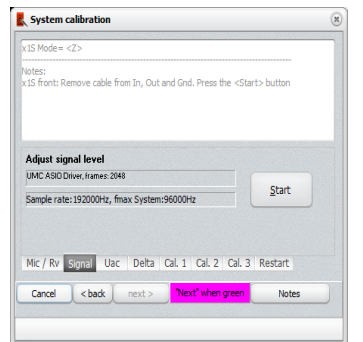 System calibration
x1S Mode= <Z>
Notes:
x1S front: Remove cable from In, Out and Gnd. Press the <Start> button
Adjust signal level
UMC ASIO Driver, frames: 2048
Start
Sample rate:192000Hz, fmax System:96000Hz
Mic / Rv Signal Uac Delta Cal. 1 Cal. 2 Cal. 3 Restart
Cancel < back next > "Next" when green Notes